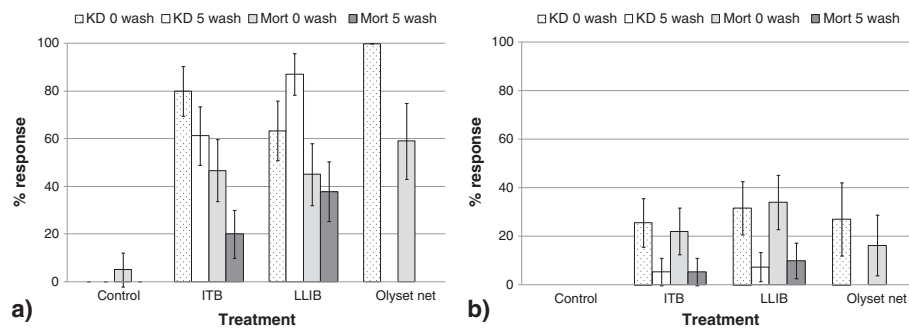 KD 0 wash KD 5 wash Mort 0 wash Mort 5 wash
100
80
60
40
20
0
% response
Control ITB LLIB Olyset net
Treatment
a)
KD 0 wash KD 5 wash Mort 0 wash Mort 5 wash
100
80
60
40
20
0
% response
Control ITB LLIB Olyset net
Treatment
b)